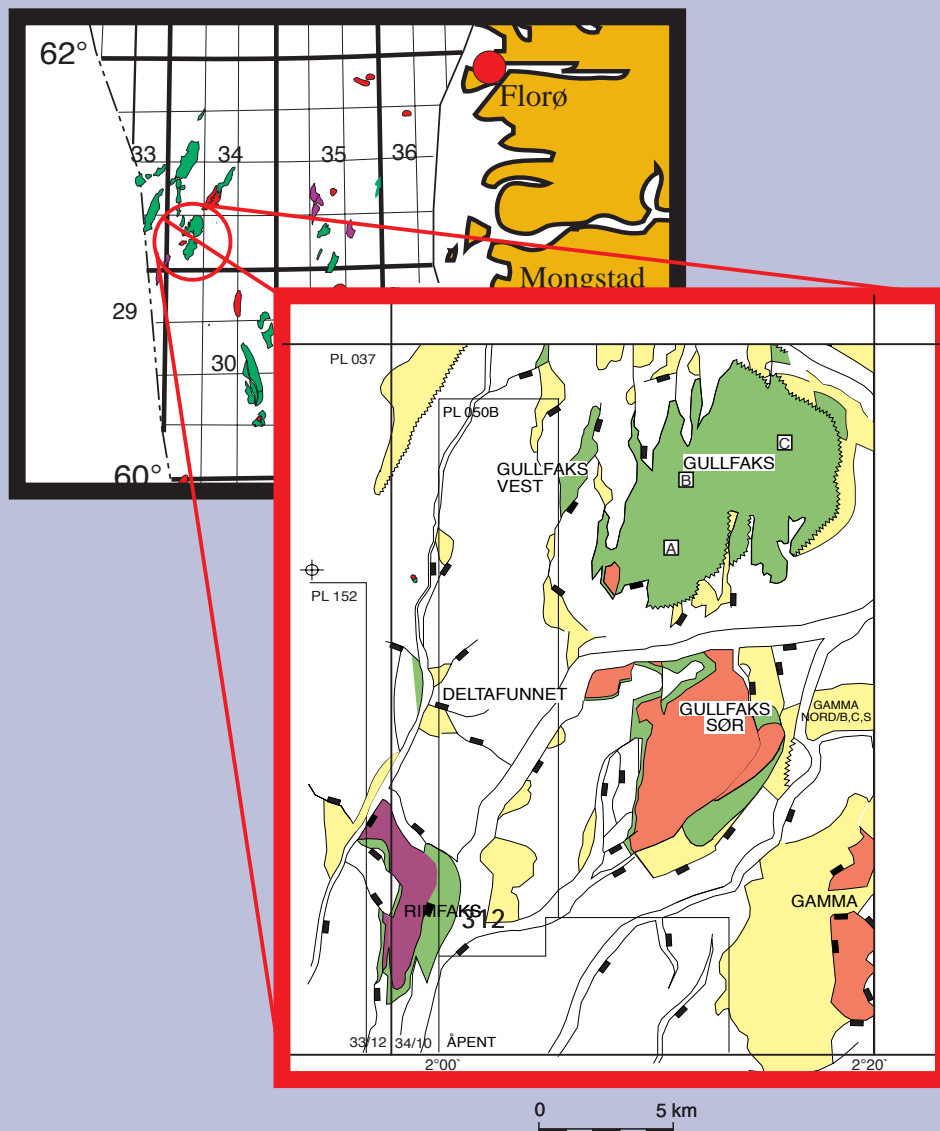 62°
Florø
33
34
35
36
Mongstad
29
30
60°
PL 037
PL 050B
GULLFAKS
VEST
C
GULLFAKS
B
A
PL 152
DELTAFUNNET
GULLFAKS
SØR
GAMMA
NORD/B,C,S
RIMFAKS
312
GAMMA
33/12
34/10
ÅPENT
2°00`
2°20`
0
5 km